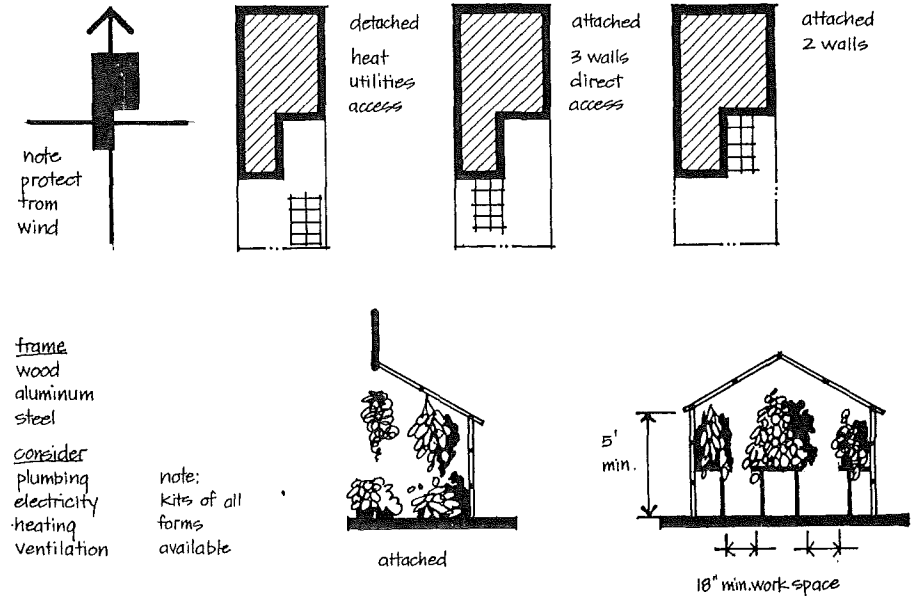 note
protect
from
wind
detached
heat
utilities
access
attached
3 walls
direct
access
attached
2 walls
frame
wood
aluminum
steel
consider
plumbing
electricity
heating
ventilation
note:
kits of all
forms
available
attached
5'
min.
18" min. work space